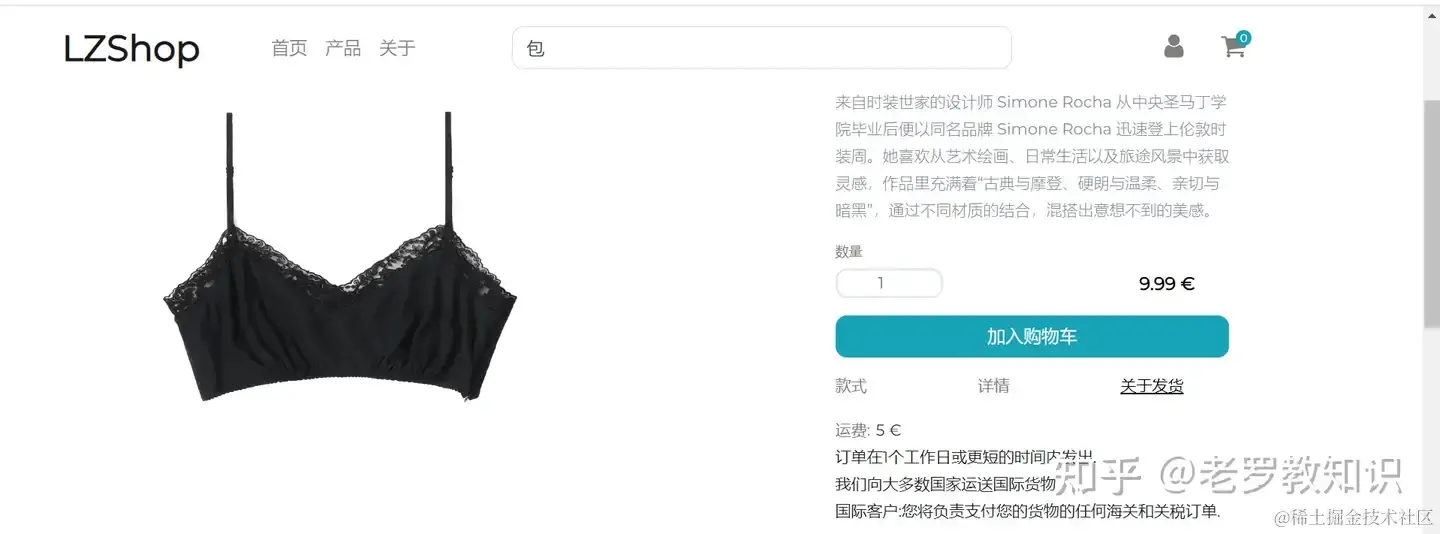 LZShop
首页 产品 关于
包
0
来自时装世家的设计师 Simone Rocha 从中央圣马丁学
院毕业后便以同名品牌 Simone Rocha 迅速登上伦敦时
装周。她喜欢从艺术绘画、日常生活以及旅途风景中获取
灵感，作品里充满着“古典与摩登、硬朗与温柔、亲切与
暗黑”，通过不同材质的结合，混搭出意想不到的美感。
数量
1 9.99 €
加入购物车
款式 详情 关于发货
运费: 5 €
订单在1个工作日或更短的时间内发出.
我们向大多数国家运送国际货物
国际客户:您将负责支付您的货物的任何海关和关税订单.
知乎 @老罗教知识
@稀土掘金技术社区